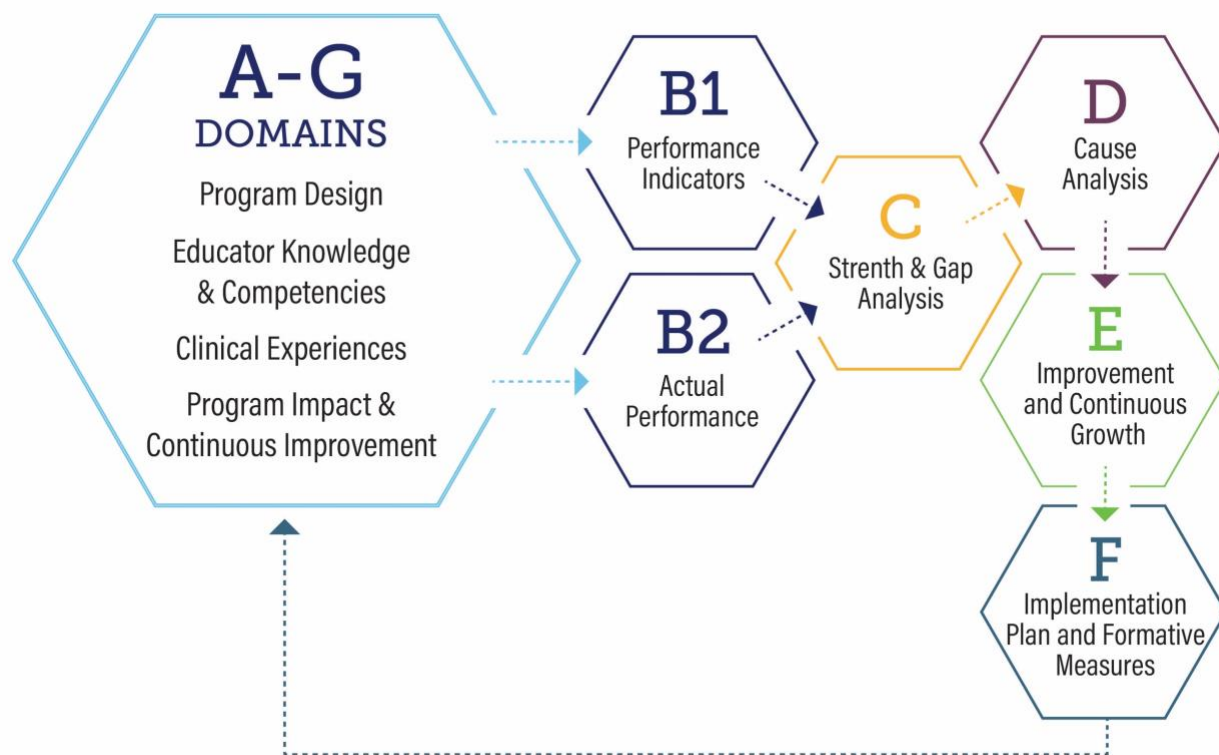 A-G
DOMAINS
Program Design
Educator Knowledge
& Competencies
Clinical Experiences
Program Impact &
Continuous Improvement
B1
Performance
Indicators
B2
Actual
Performance
C
Strenth & Gap
Analysis
D
Cause
Analysis
E
Improvement
and Continuous
Growth
F
Implementation
Plan and Formative
Measures